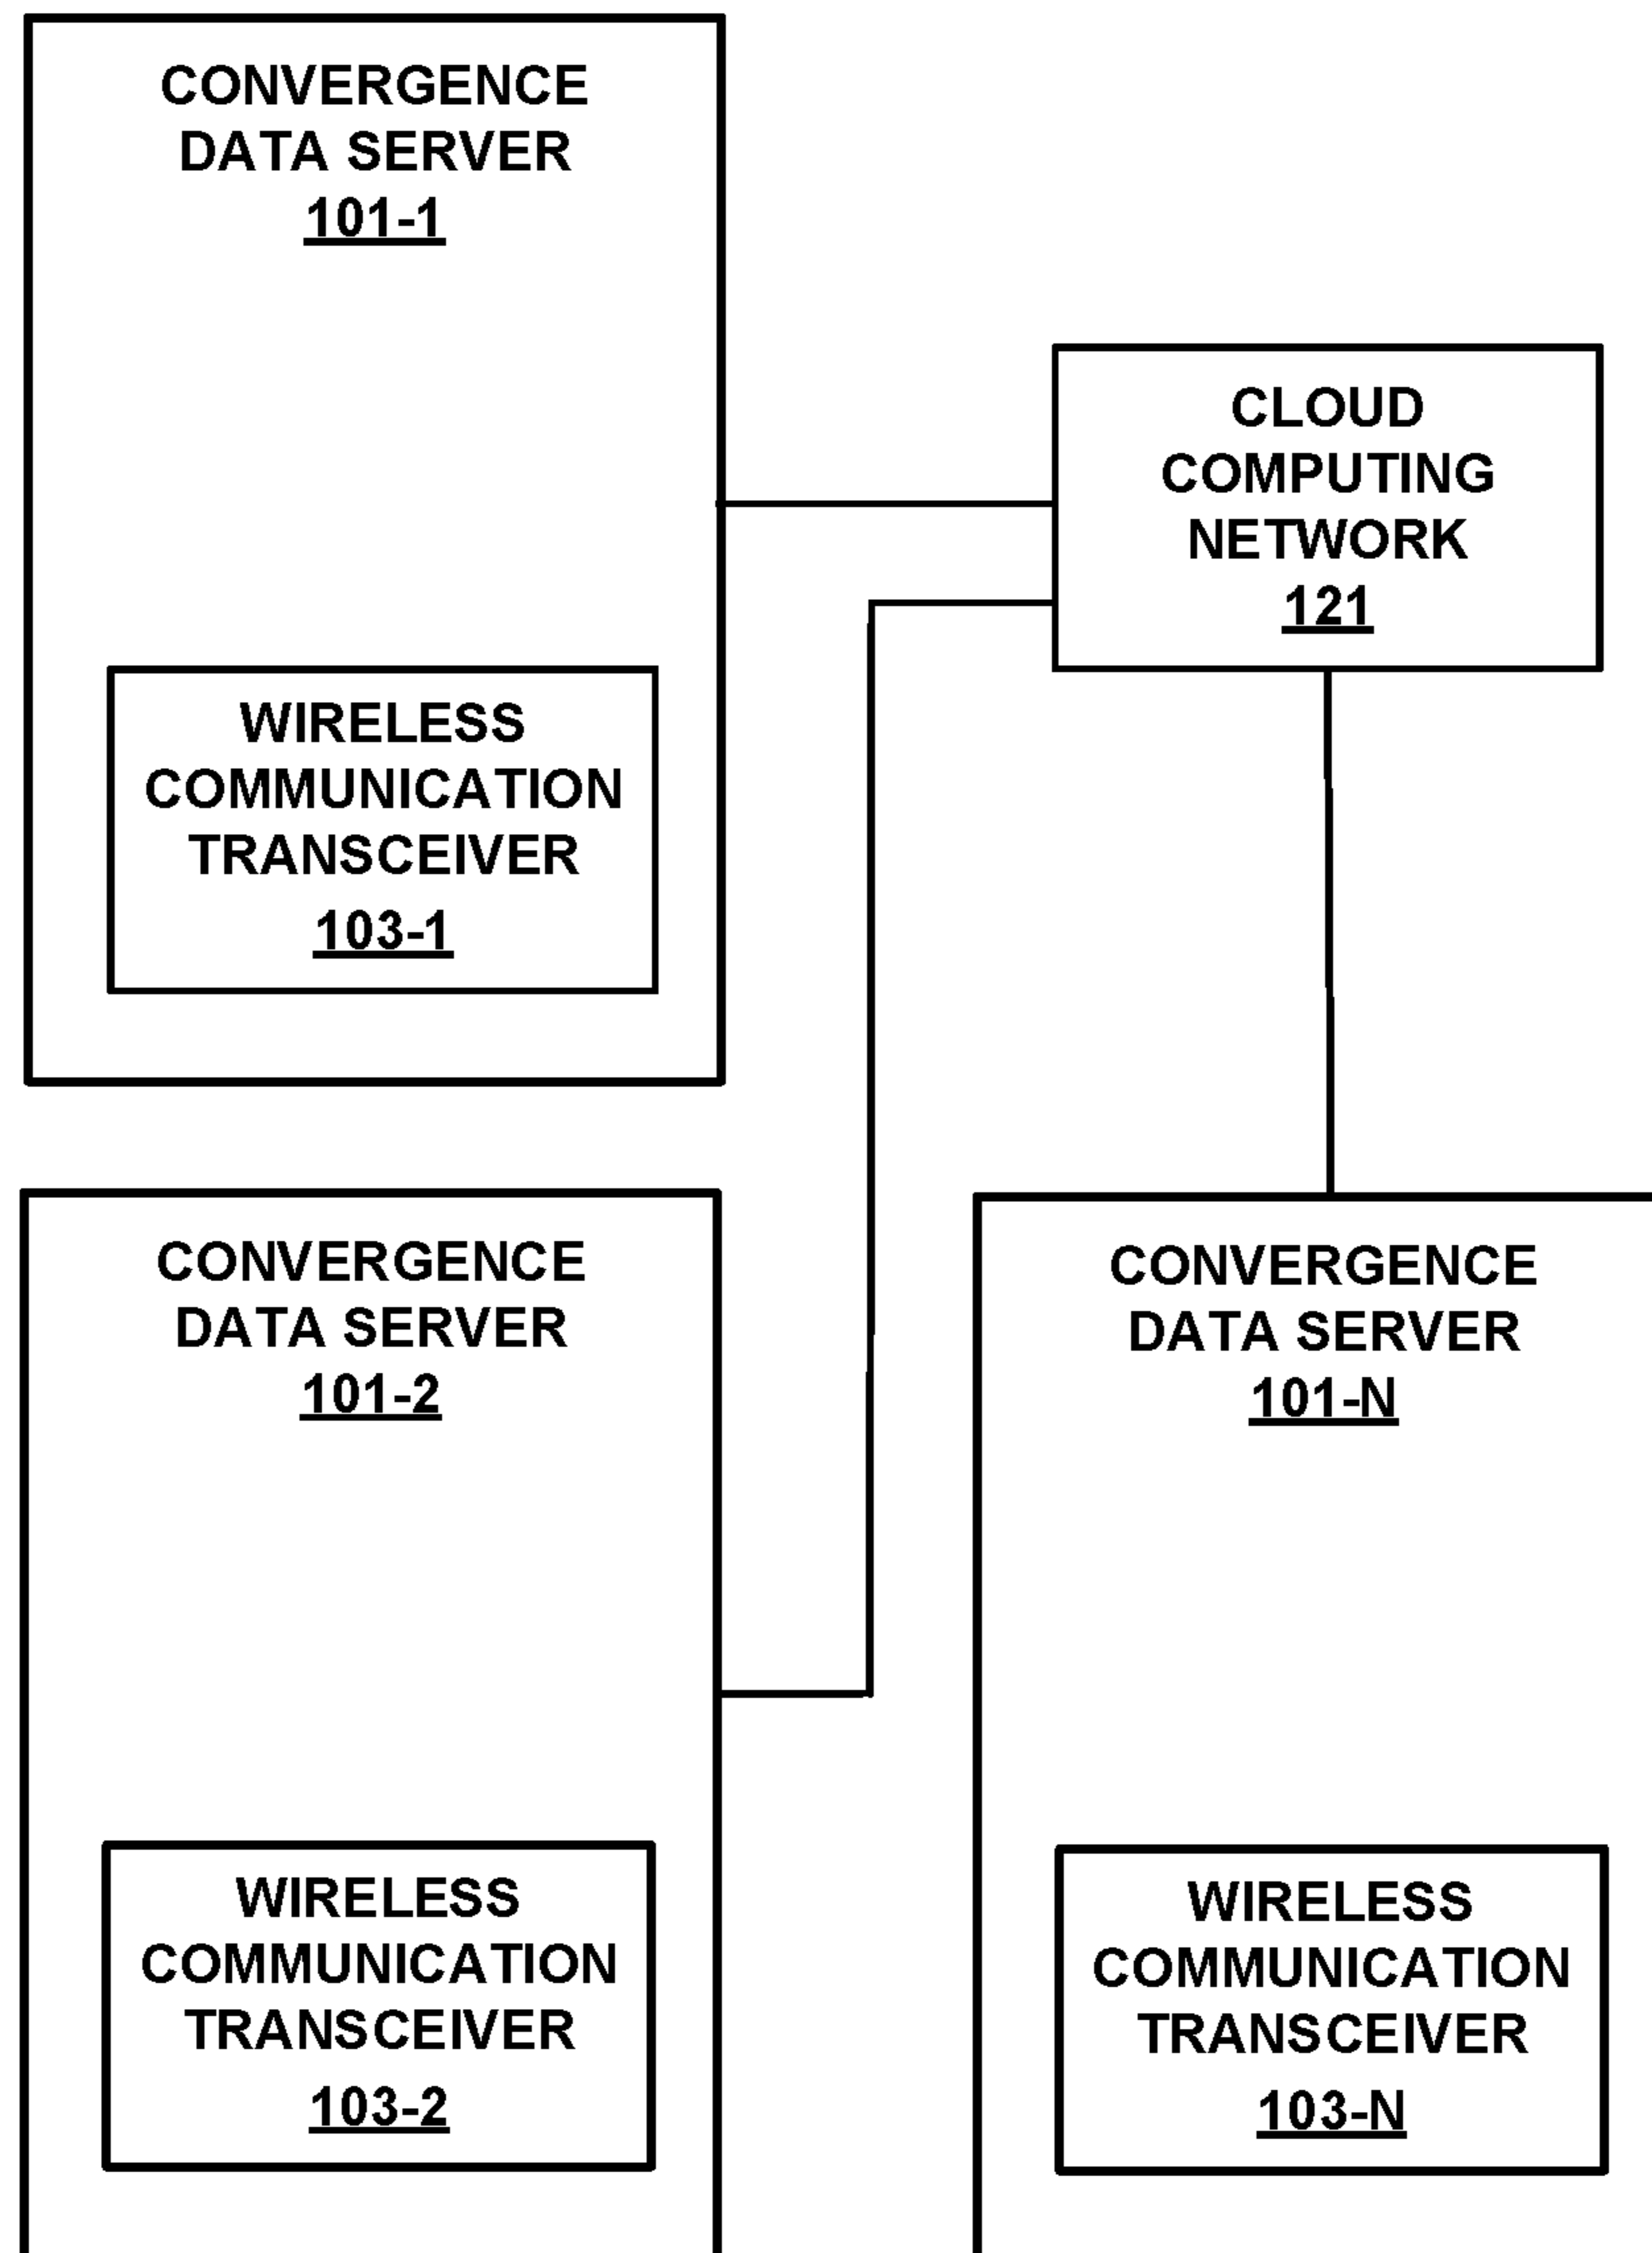 CONVERGENCE
DATA SERVER
101-1
WIRELESS
COMMUNICATION
TRANSCEIVER
103-1
CLOUD
COMPUTING
NETWORK
121
CONVERGENCE
DATA SERVER
101-2
WIRELESS
COMMUNICATION
TRANSCEIVER
103-2
CONVERGENCE
DATA SERVER
101-N
WIRELESS
COMMUNICATION
TRANSCEIVER
103-N